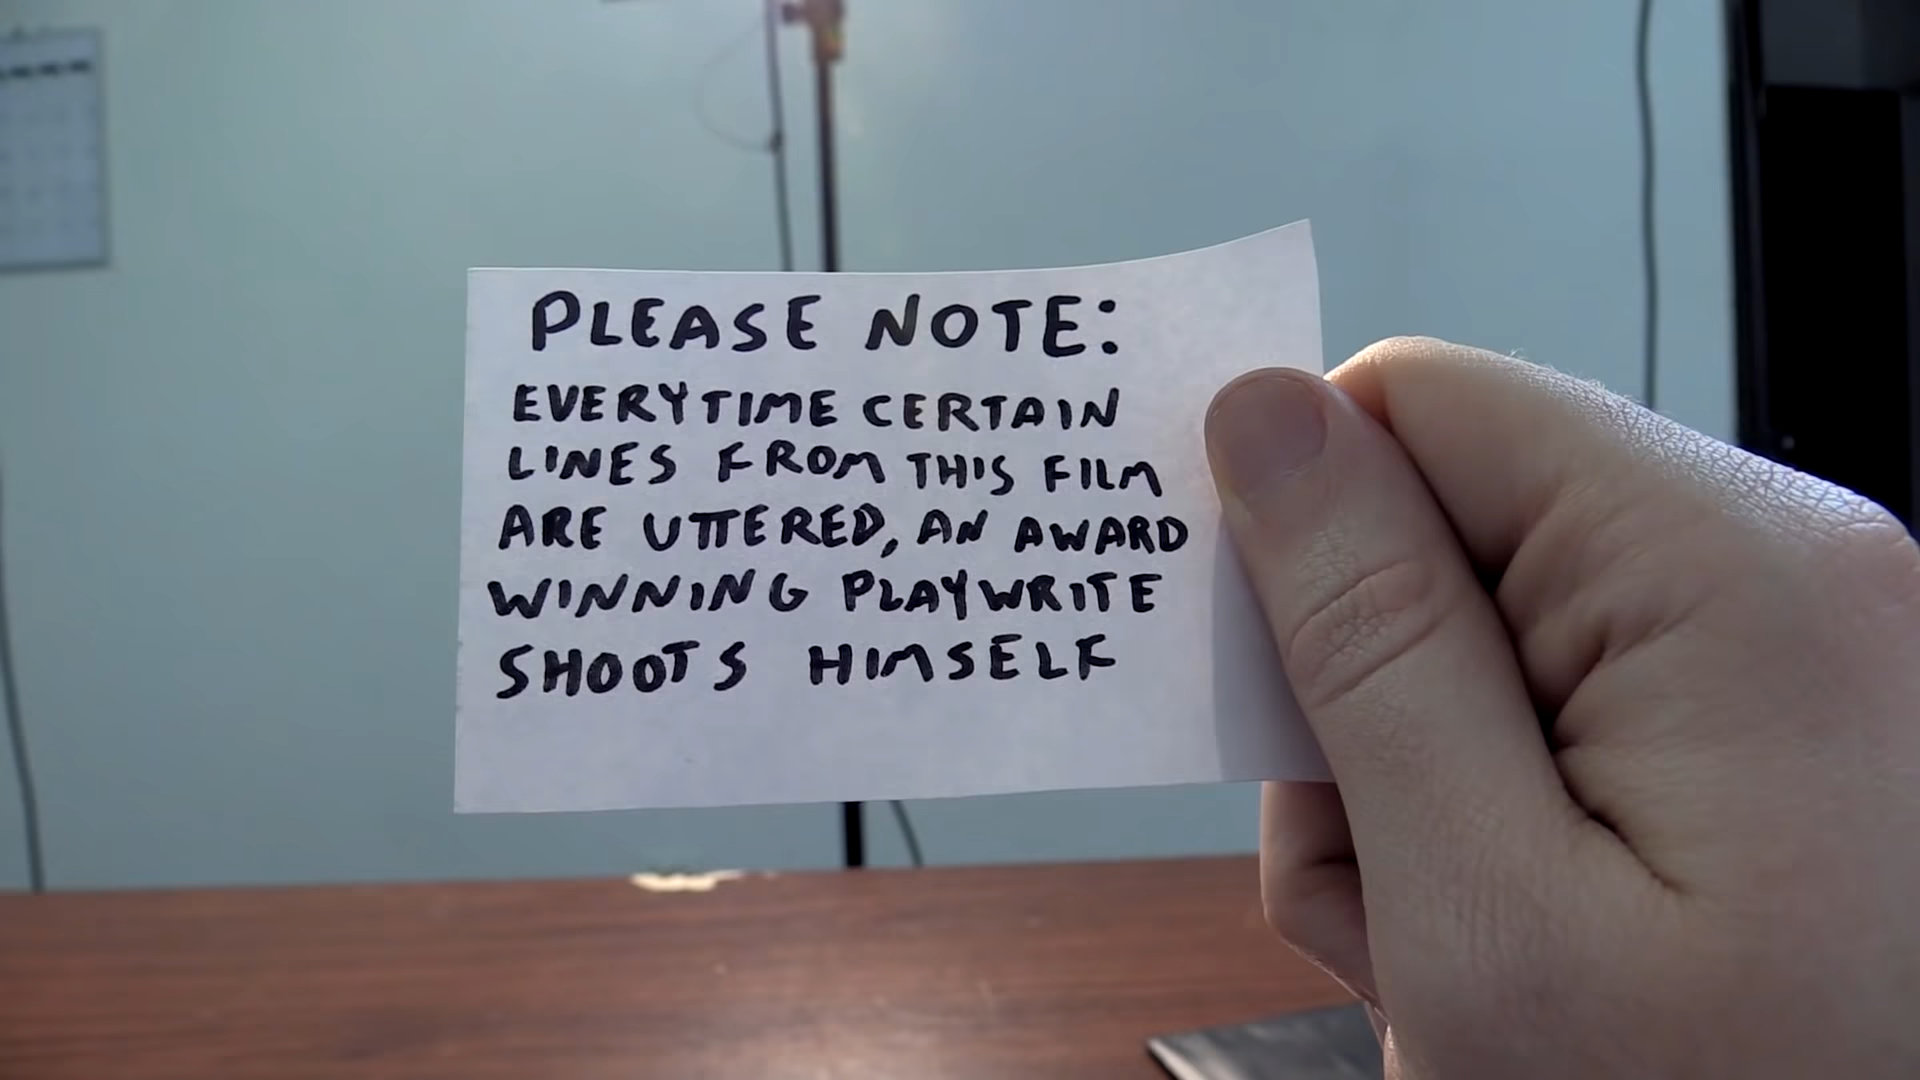 PLEASE NOTE:
EVERYTIME CERTAIN
LINES FROM THIS FILM
ARE UTTERED, AN AWARD
WINNING PLAYWRITE
SHOOTS HIMSELF